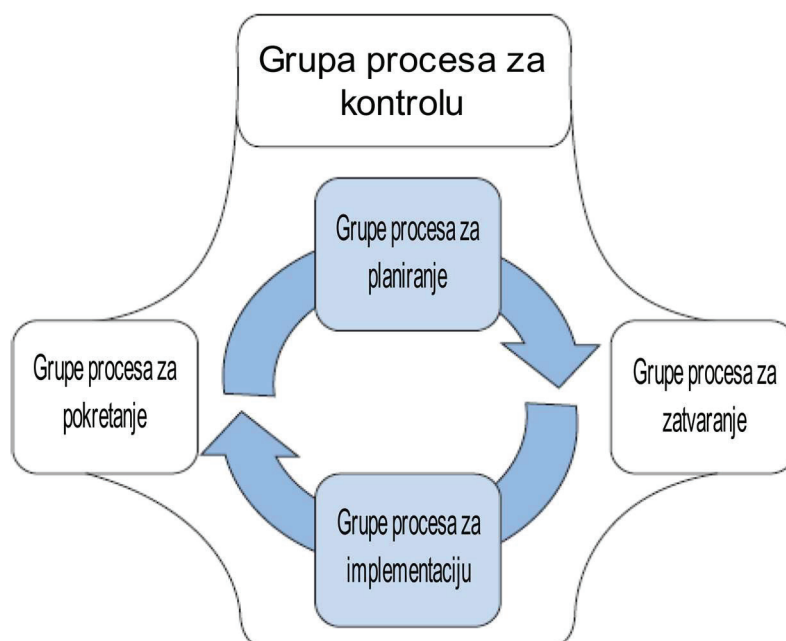 Grupa procesa za
kontrolu
Grupe procesa za
planiranje
Grupe procesa za
pokretanje
Grupe procesa za
zatvaranje
Grupe procesa za
implementaciju